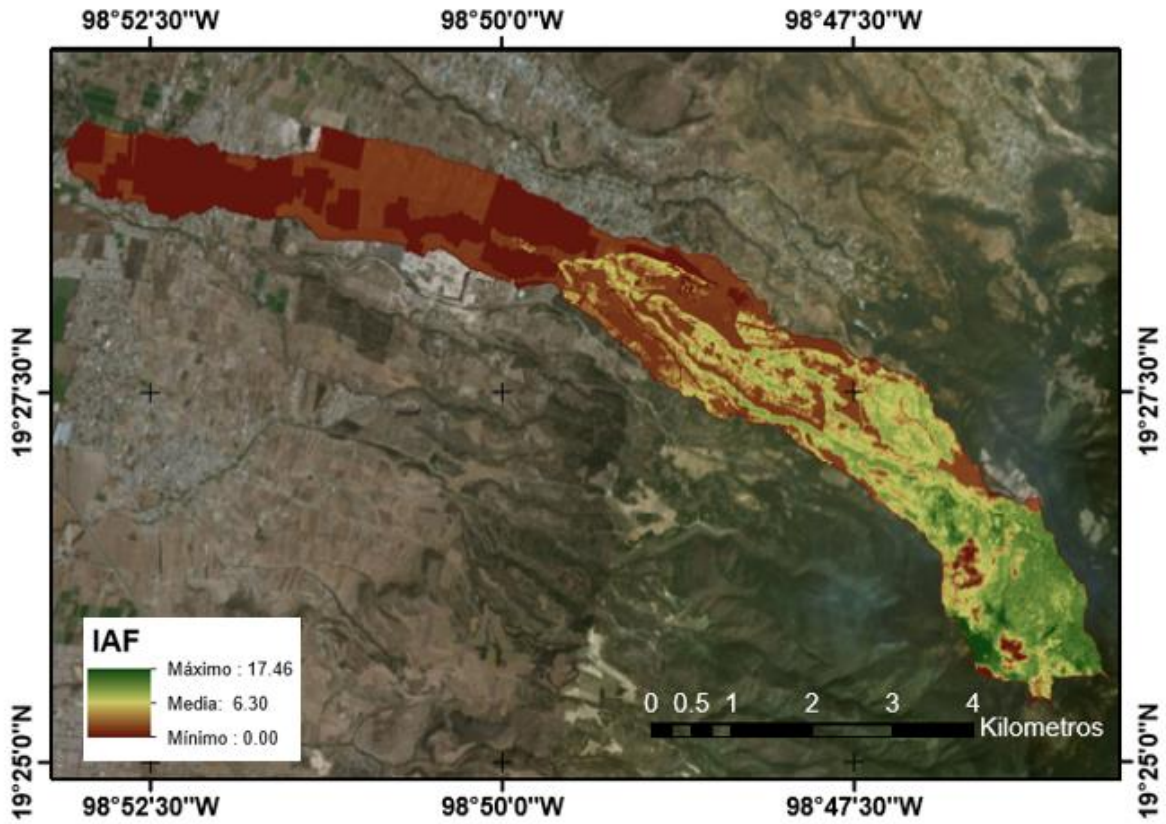 98°52'30"W 98°50'0"W 98°47'30"W
19°27'30"N 19°27'30"N
IAF
Máximo : 17.46
Media: 6.30
Mínimo : 0.00
0 0.5 1 2 3 4
Kilometros
19°25'0"N 19°25'0"N
98°52'30"W 98°50'0"W 98°47'30"W